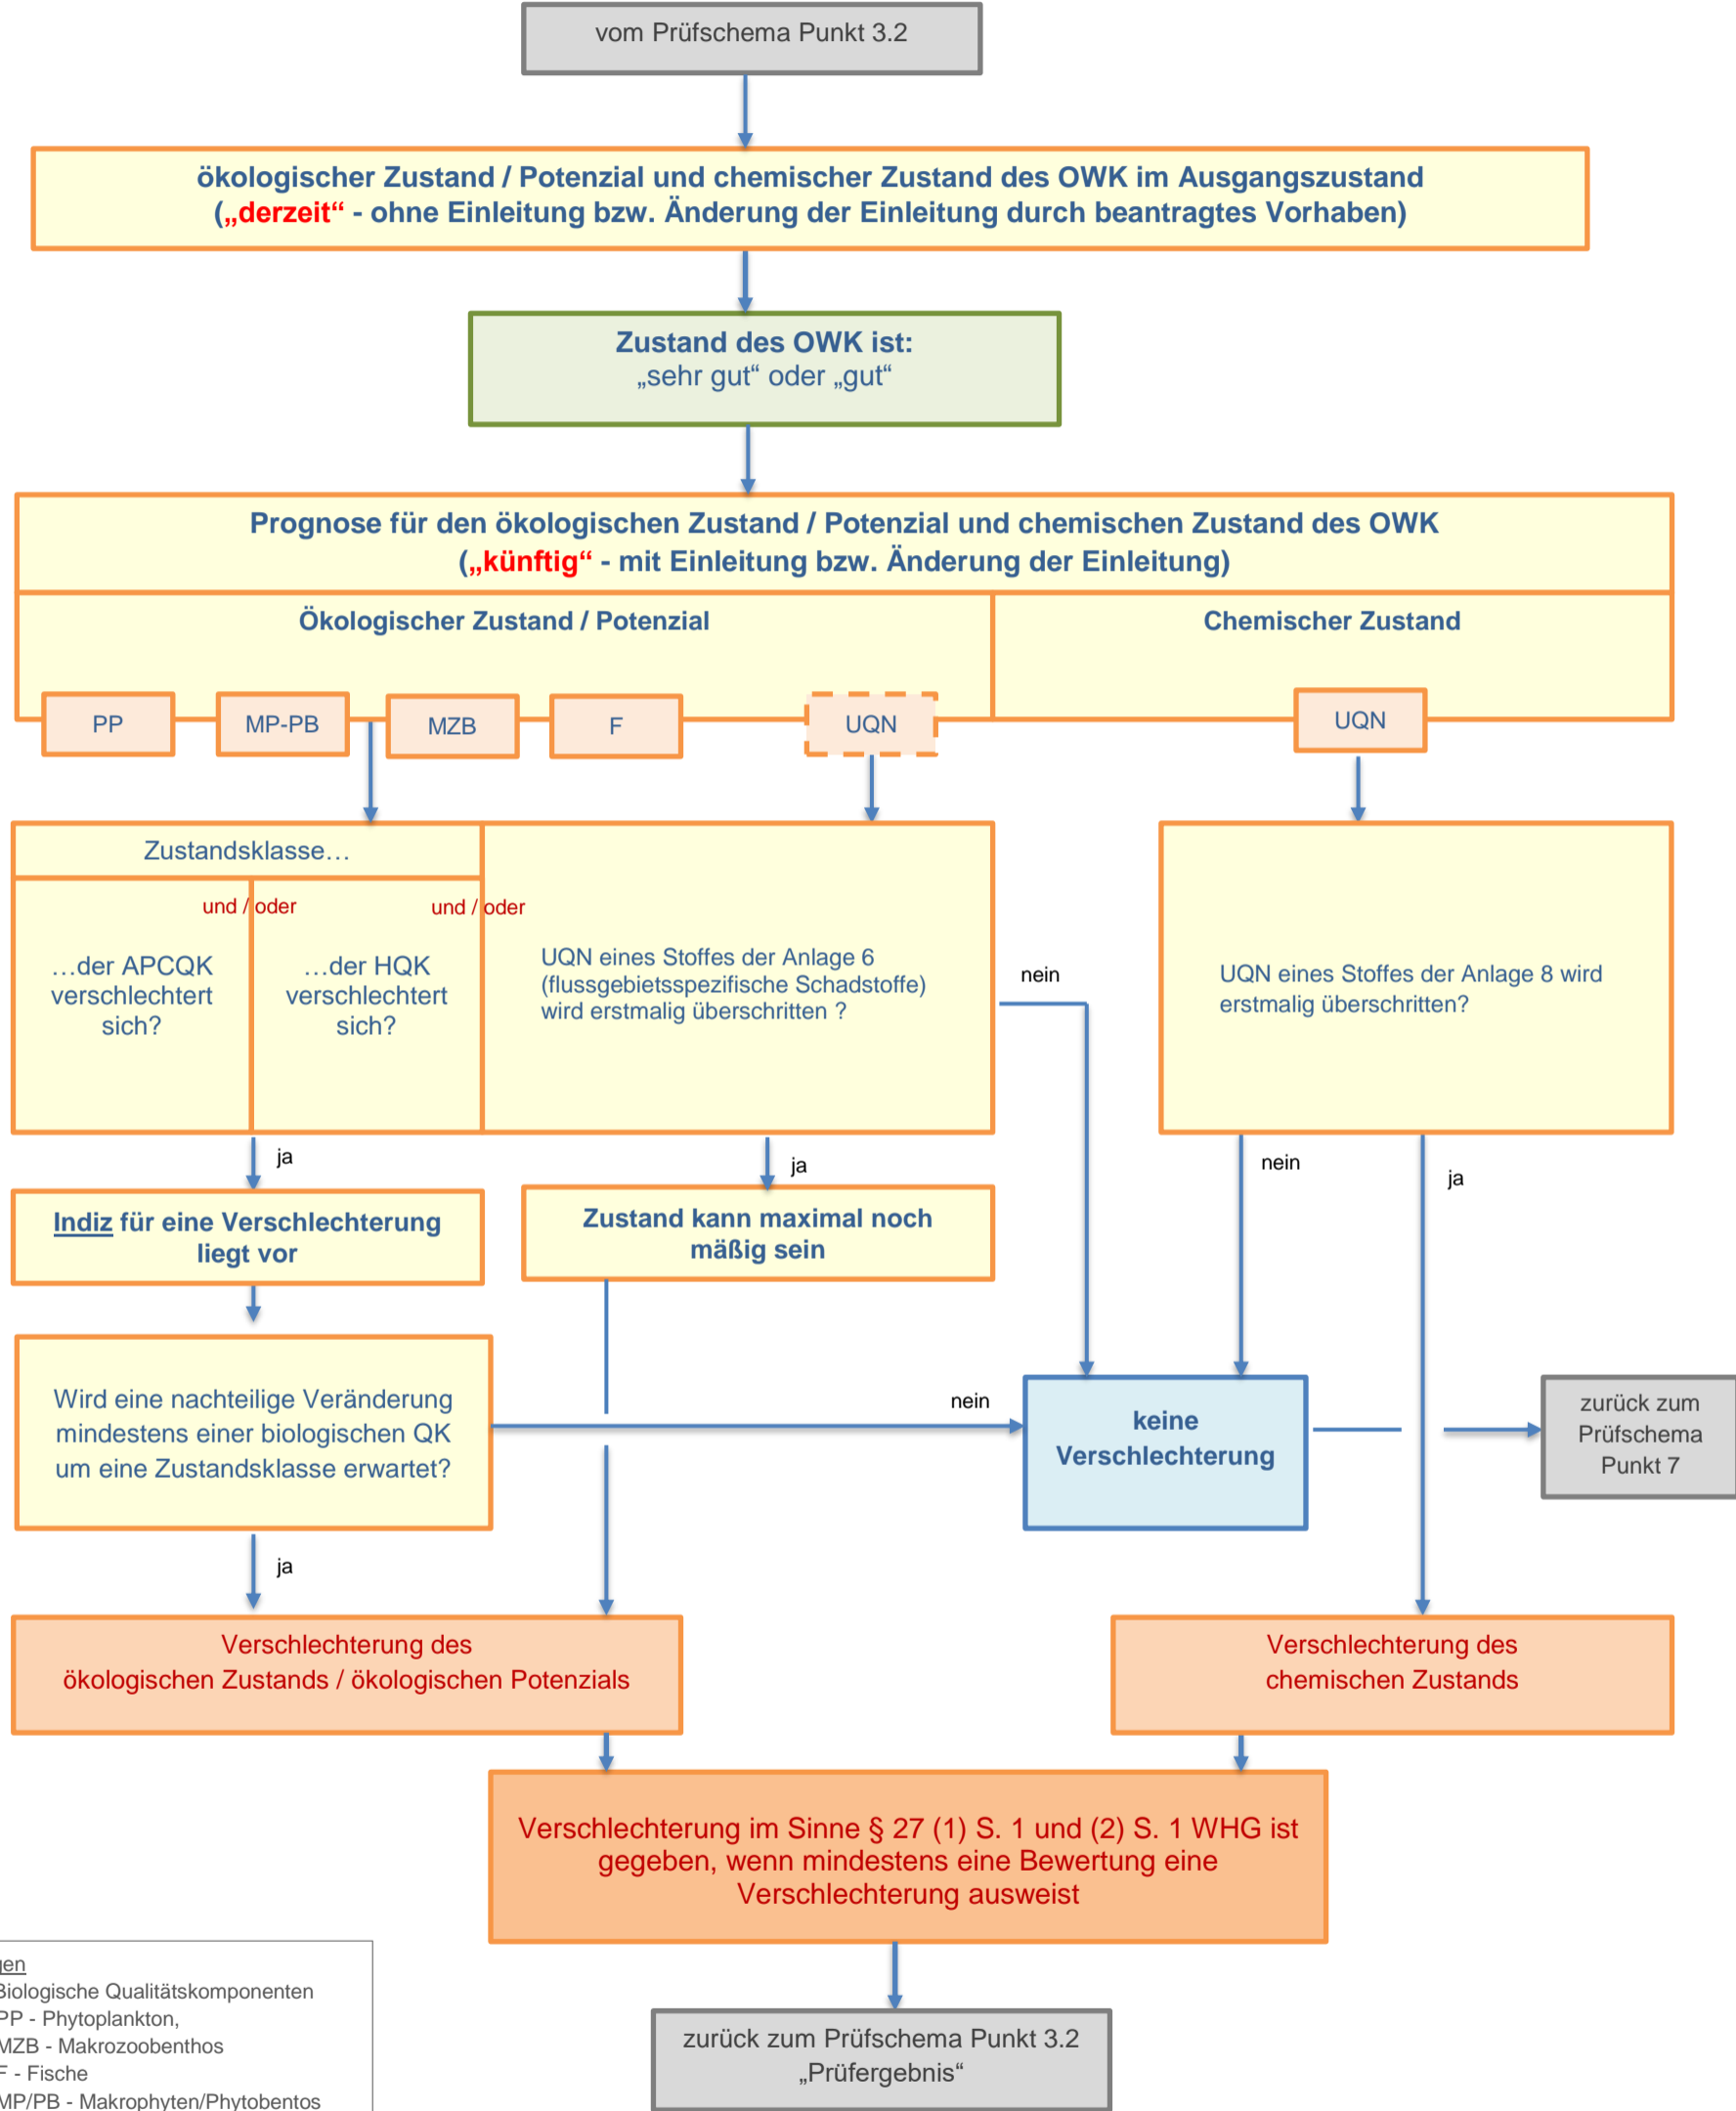 vom Prüfschema Punkt 3.2
ökologischer Zustand / Potenzial und chemischer Zustand des OWK im Ausgangszustand
(„derzeit“ - ohne Einleitung bzw. Änderung der Einleitung durch beantragtes Vorhaben)
Zustand des OWK ist:
„sehr gut“ oder „gut“
Prognose für den ökologischen Zustand / Potenzial und chemischen Zustand des OWK
(„künftig“ - mit Einleitung bzw. Änderung der Einleitung)
Ökologischer Zustand / Potenzial
Chemischer Zustand
PP
MP-PB
MZB
F
UQN
UQN
Zustandsklasse…
und / oder
und / oder
…der APCQK
verschlechtert
sich?
…der HQK
verschlechtert
sich?
UQN eines Stoffes der Anlage 6
(flussgebietsspezifische Schadstoffe)
wird erstmalig überschritten ?
nein
UQN eines Stoffes der Anlage 8 wird
erstmalig überschritten?
ja
ja
nein
ja
Indiz für eine Verschlechterung
liegt vor
Zustand kann maximal noch
mäßig sein
Wird eine nachteilige Veränderung
mindestens einer biologischen QK
um eine Zustandsklasse erwartet?
nein
keine
Verschlechterung
zurück zum
Prüfschema
Punkt 7
ja
Verschlechterung des
ökologischen Zustands / ökologischen Potenzials
Verschlechterung des
chemischen Zustands
Verschlechterung im Sinne § 27 (1) S. 1 und (2) S. 1 WHG ist
gegeben, wenn mindestens eine Bewertung eine
Verschlechterung ausweist
zurück zum Prüfschema Punkt 3.2
„Prüfergebnis“
Biologische Qualitätskomponenten
PP - Phytoplankton,
MZB - Makrozoobenthos
F - Fische
MP/PB - Makrophyten/Phytobentos